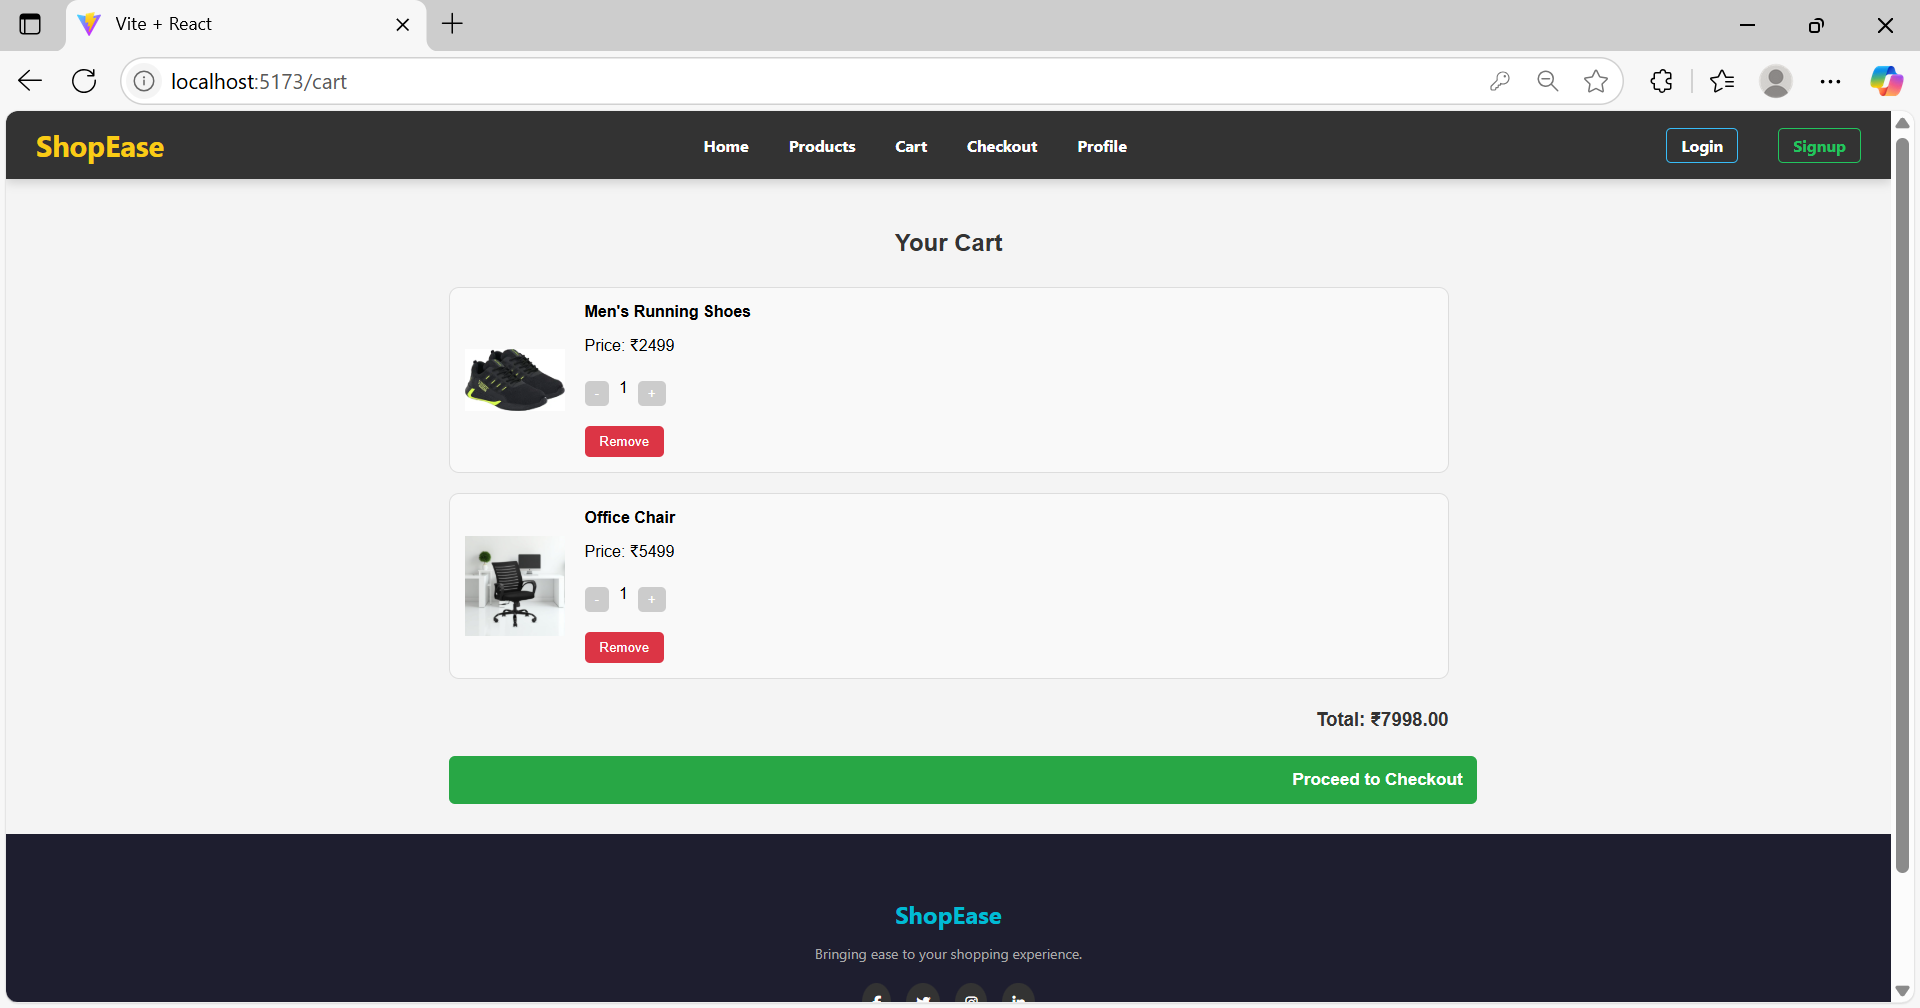 Vite + React
localhost:5173/cart
ShopEase
Home Products Cart Checkout Profile
Login Signup
Your Cart
Men's Running Shoes
Price: ₹2499
- 1 +
Remove
Office Chair
Price: ₹5499
- 1 +
Remove
Total: ₹7998.00
Proceed to Checkout
ShopEase
Bringing ease to your shopping experience.